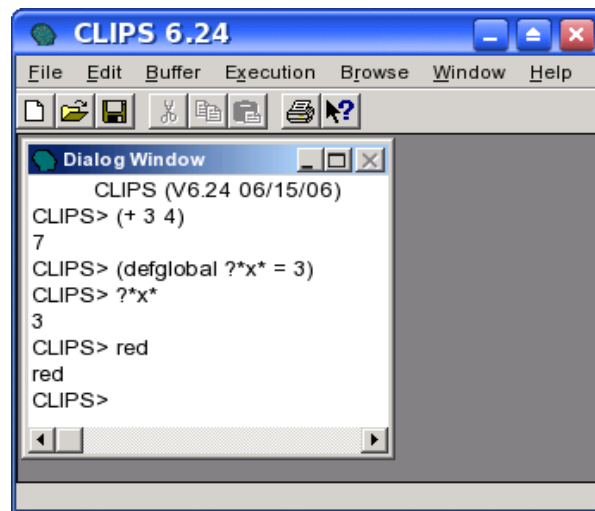 CLIPS 6.24
File Edit Buffer Execution Browse Window Help
Dialog Window
CLIPS (V6.24 06/15/06)
CLIPS> (+ 3 4)
7
CLIPS> (defglobal ?*x* = 3)
CLIPS> ?*x*
3
CLIPS> red
red
CLIPS>